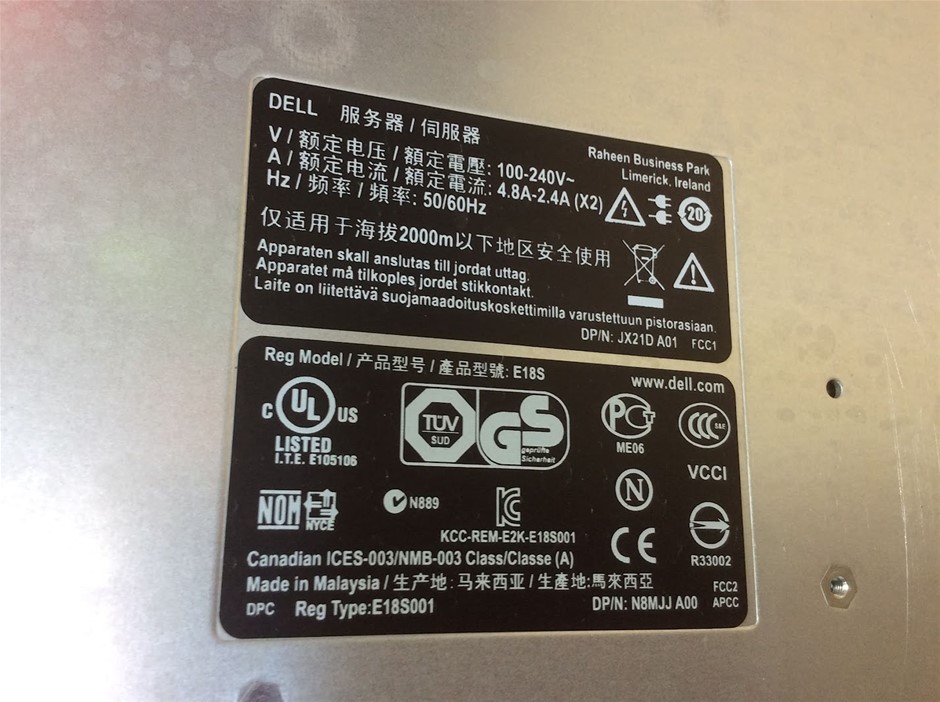 DELL 服务器 / 伺服器
V / 额定电压 / 額定電壓: 100-240V~
A / 额定电流 / 額定電流: 4.8A-2.4A (X2)
Hz / 频率 / 頻率: 50/60Hz
Raheen Business Park
Limerick, Ireland
20
仅适用于海拔2000m以下地区安全使用
Apparaten skall anslutas till jordat uttag.
Apparatet må tilkoples jordet stikkontakt.
Laite on liitettävä suojamaadoituskoskettimilla varustettuun pistorasiaan.
DP/N: JX21D A01 FCC1
Reg Model / 产品型号 / 產品型號: E18S
www.dell.com
C UL US
LISTED
I.T.E. E105106
TÜV
SUD
GS
geprüfte
Sicherheit
PCT
ME06
CCC S&E
VCCI
NOM
NYCE
N889
KC
KCC-REM-E2K-E18S001
N
CE
R33002
Canadian ICES-003/NMB-003 Class/Classe (A)
Made in Malaysia / 生产地: 马来西亚 / 生產地:馬來西亞
FCC2
DPC Reg Type:E18S001
DP/N: N8MJJ A00 APCC